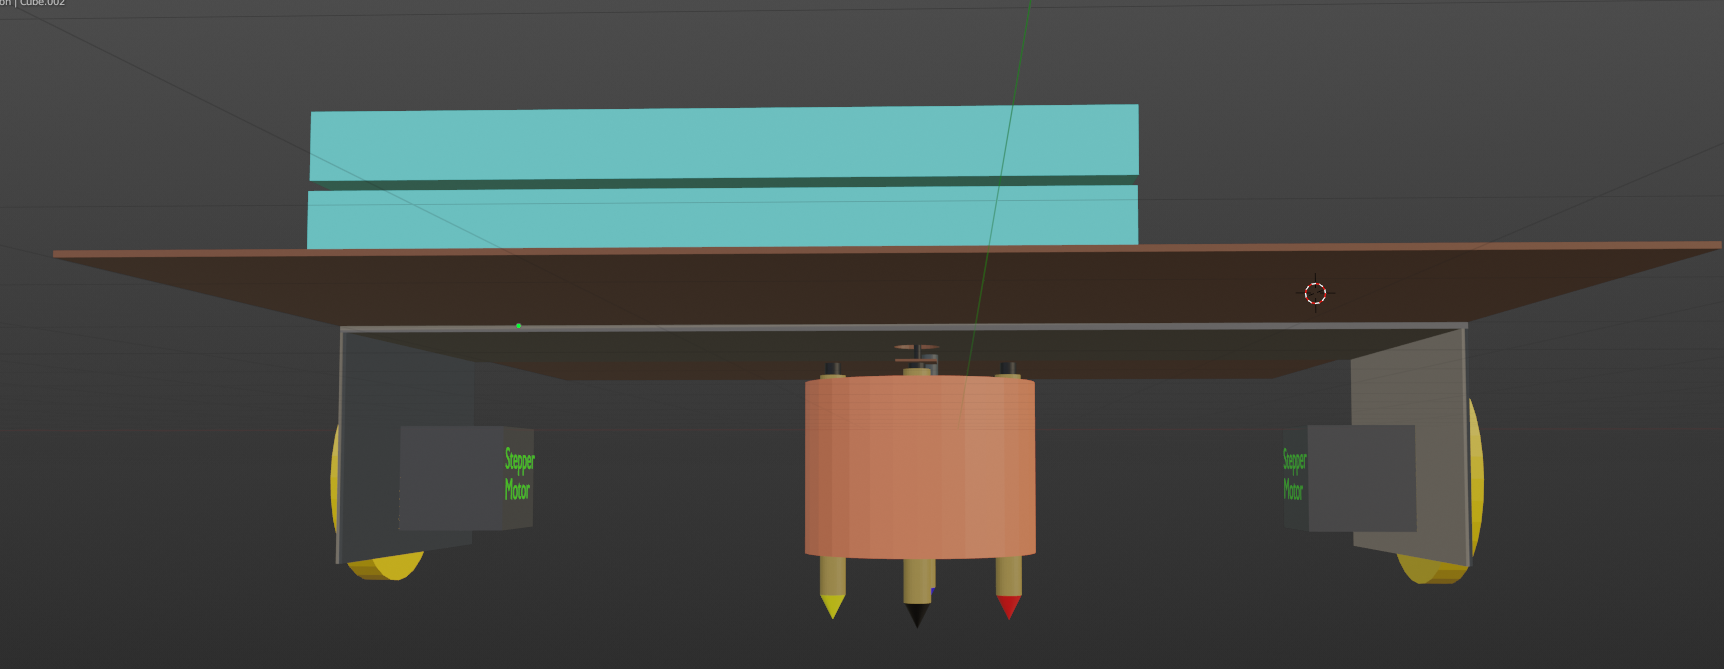 on | Cube.002
Stepper
Motor
Stepper
Motor